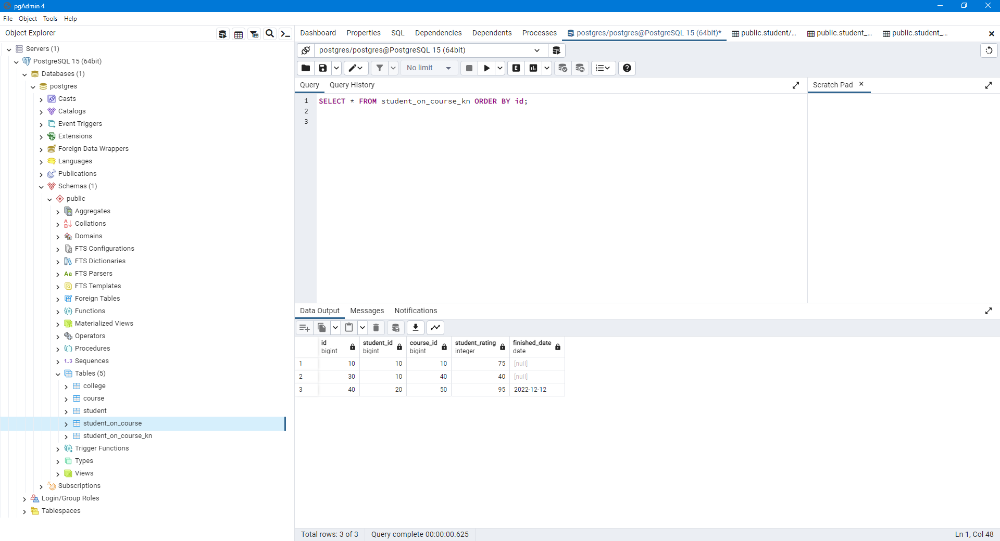 pgAdmin 4
File Object Tools Help
Object Explorer
Servers (1)
PostgreSQL 15 (64bit)
Databases (1)
postgres
Casts
Catalogs
Event Triggers
Extensions
Foreign Data Wrappers
Languages
Publications
Schemas (1)
public
Aggregates
Collations
Domains
FTS Configurations
FTS Dictionaries
Aa FTS Parsers
FTS Templates
Foreign Tables
Functions
Materialized Views
Operators
Procedures
1..3 Sequences
Tables (5)
college
course
student
student_on_course
student_on_course_kn
Trigger Functions
Types
Views
Subscriptions
Login/Group Roles
Tablespaces
Dashboard Properties SQL Dependencies Dependents Processes postgres/postgres@PostgreSQL 15 (64bit)* public.student/... public.student_... public.student_...
postgres/postgres@PostgreSQL 15 (64bit)
No limit E
Query Query History
Scratch Pad
1 SELECT * FROM student_on_course_kn ORDER BY id;
2
3
Data Output Messages Notifications
id student_id course_id student_rating finished_date
bigint bigint bigint integer date
1 10 10 10 75 [null]
2 30 10 40 40 [null]
3 40 20 50 95 2022-12-12
Total rows: 3 of 3 Query complete 00:00:00.625 Ln 1, Col 48